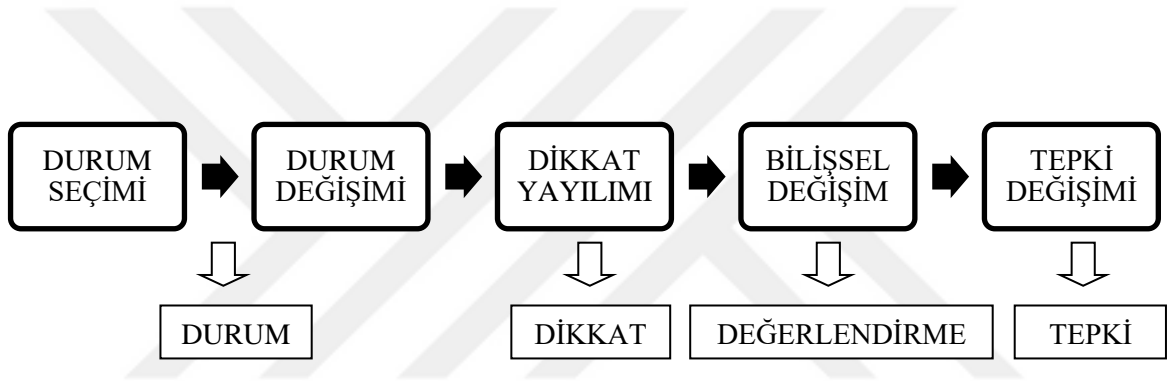 DURUM
SEÇİMİ
DURUM
DEĞİŞİMİ
DİKKAT
YAYILIMI
BİLİŞSEL
DEĞİŞİM
TEPKİ
DEĞİŞİMİ
DURUM
DİKKAT
DEĞERLENDİRME
TEPKİ